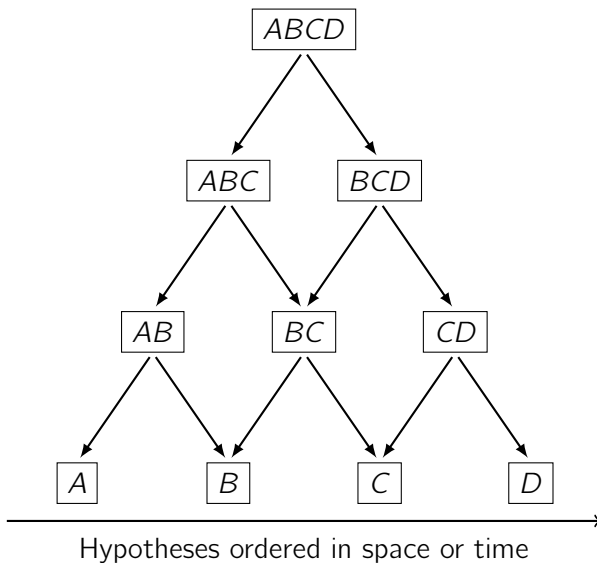 ABCD
ABC BCD
AB BC CD
A B C D
Hypotheses ordered in space or time